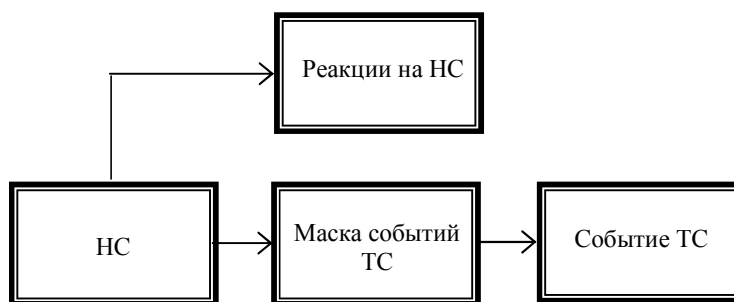 Реакции на НС
НС
Маска событий
ТС
Событие ТС